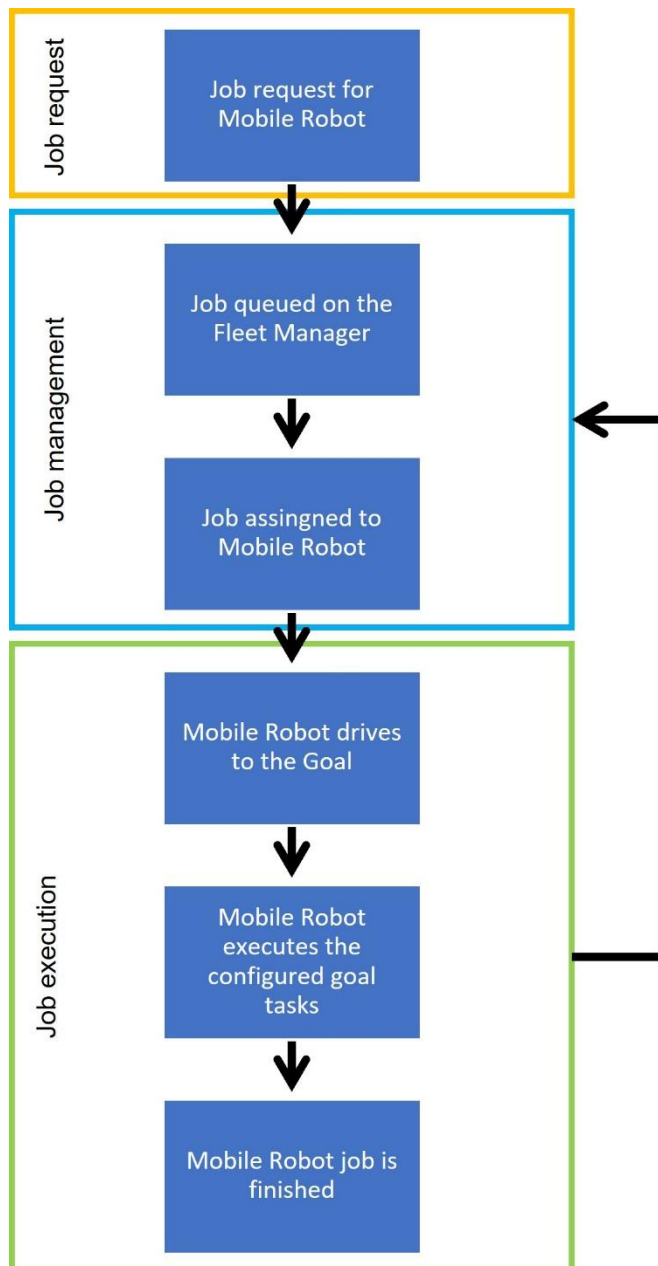 Job request
Job request for
Mobile Robot
Job management
Job queued on the
Fleet Manager
Job assingned to
Mobile Robot
Job execution
Mobile Robot drives
to the Goal
Mobile Robot
executes the
configured goal
tasks
Mobile Robot job is
finished